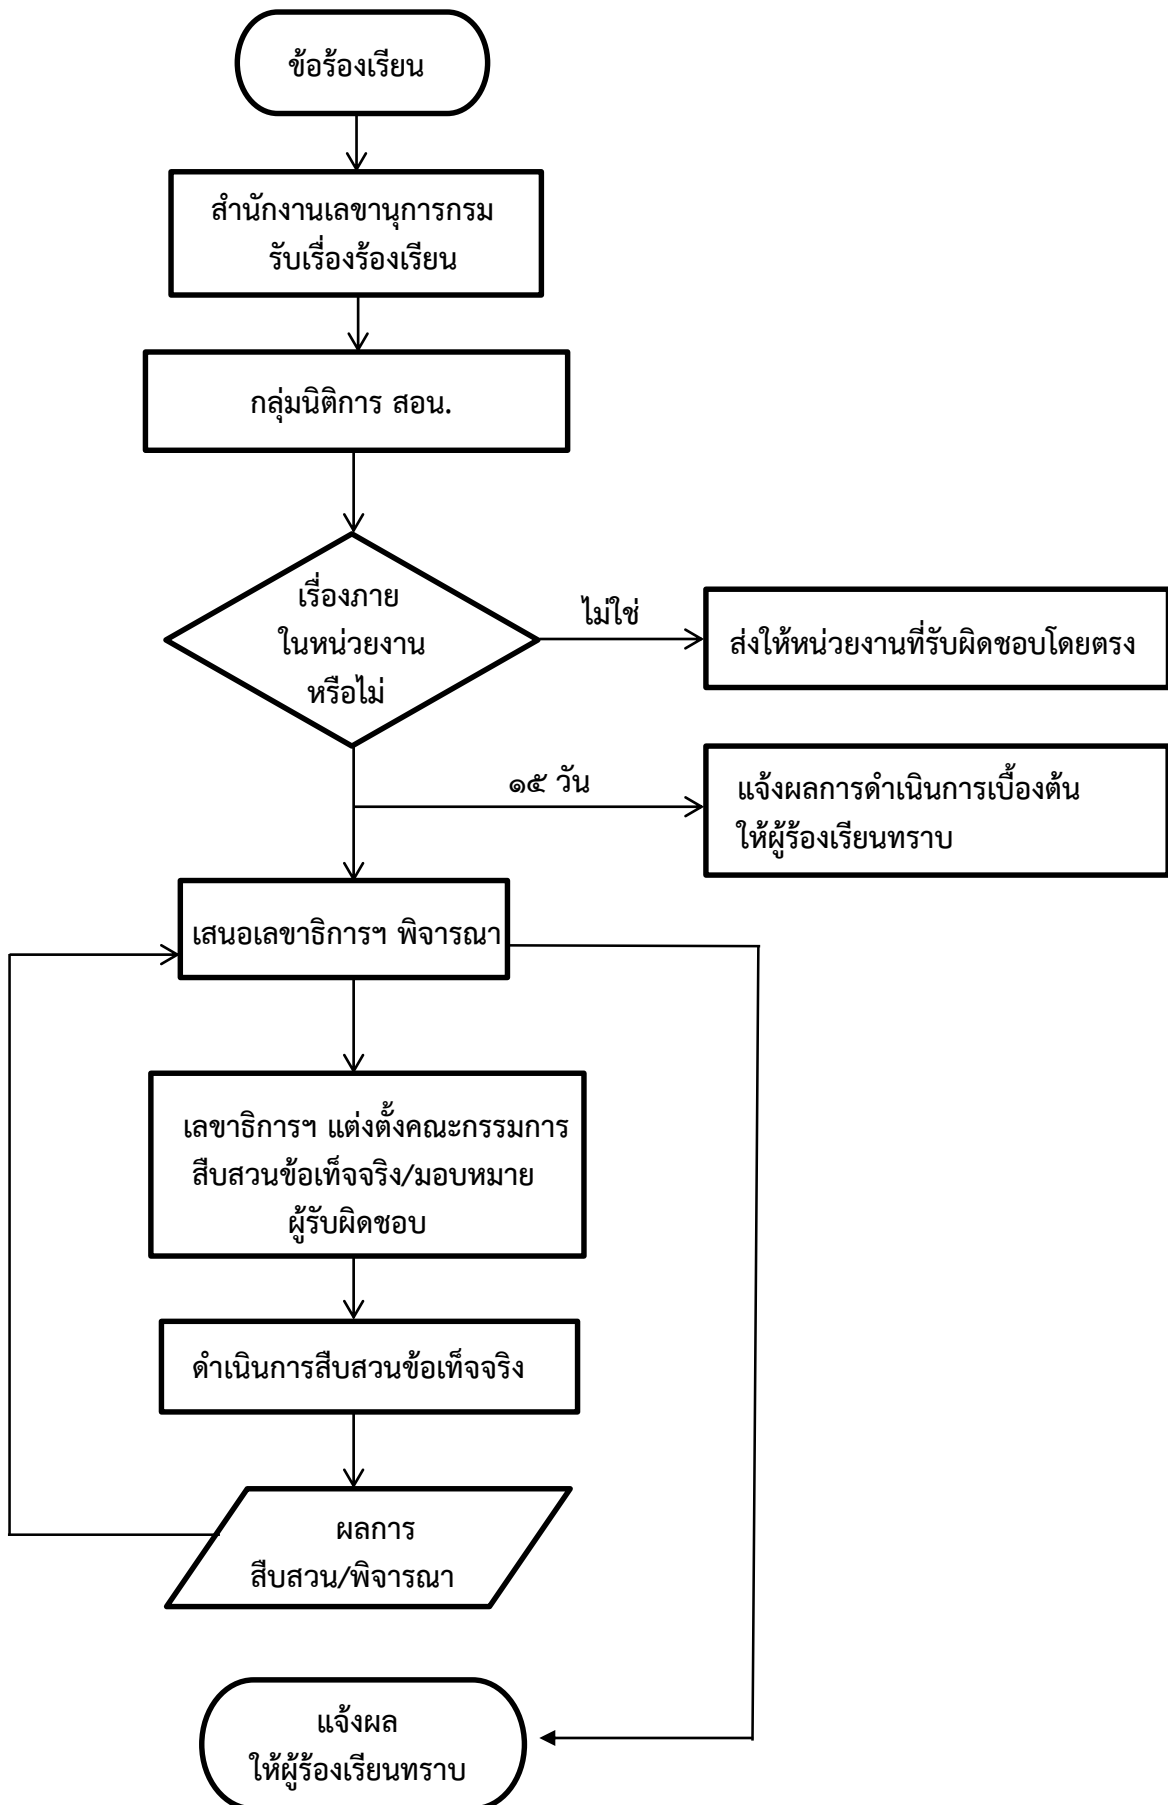 ข้อร้องเรียน
สำนักงานเลขานุการกรม
รับเรื่องร้องเรียน
กลุ่มนิติการ สอน.
เรื่องภาย
ในหน่วยงาน
หรือไม่
ไม่ใช่
ส่งให้หน่วยงานที่รับผิดชอบโดยตรง
๑๕ วัน
แจ้งผลการดำเนินการเบื้องต้น
ให้ผู้ร้องเรียนทราบ
เสนอเลขาธิการฯ พิจารณา
เลขาธิการฯ แต่งตั้งคณะกรรมการ
สืบสวนข้อเท็จจริง/มอบหมาย
ผู้รับผิดชอบ
ดำเนินการสืบสวนข้อเท็จจริง
ผลการ
สืบสวน/พิจารณา
แจ้งผล
ให้ผู้ร้องเรียนทราบ